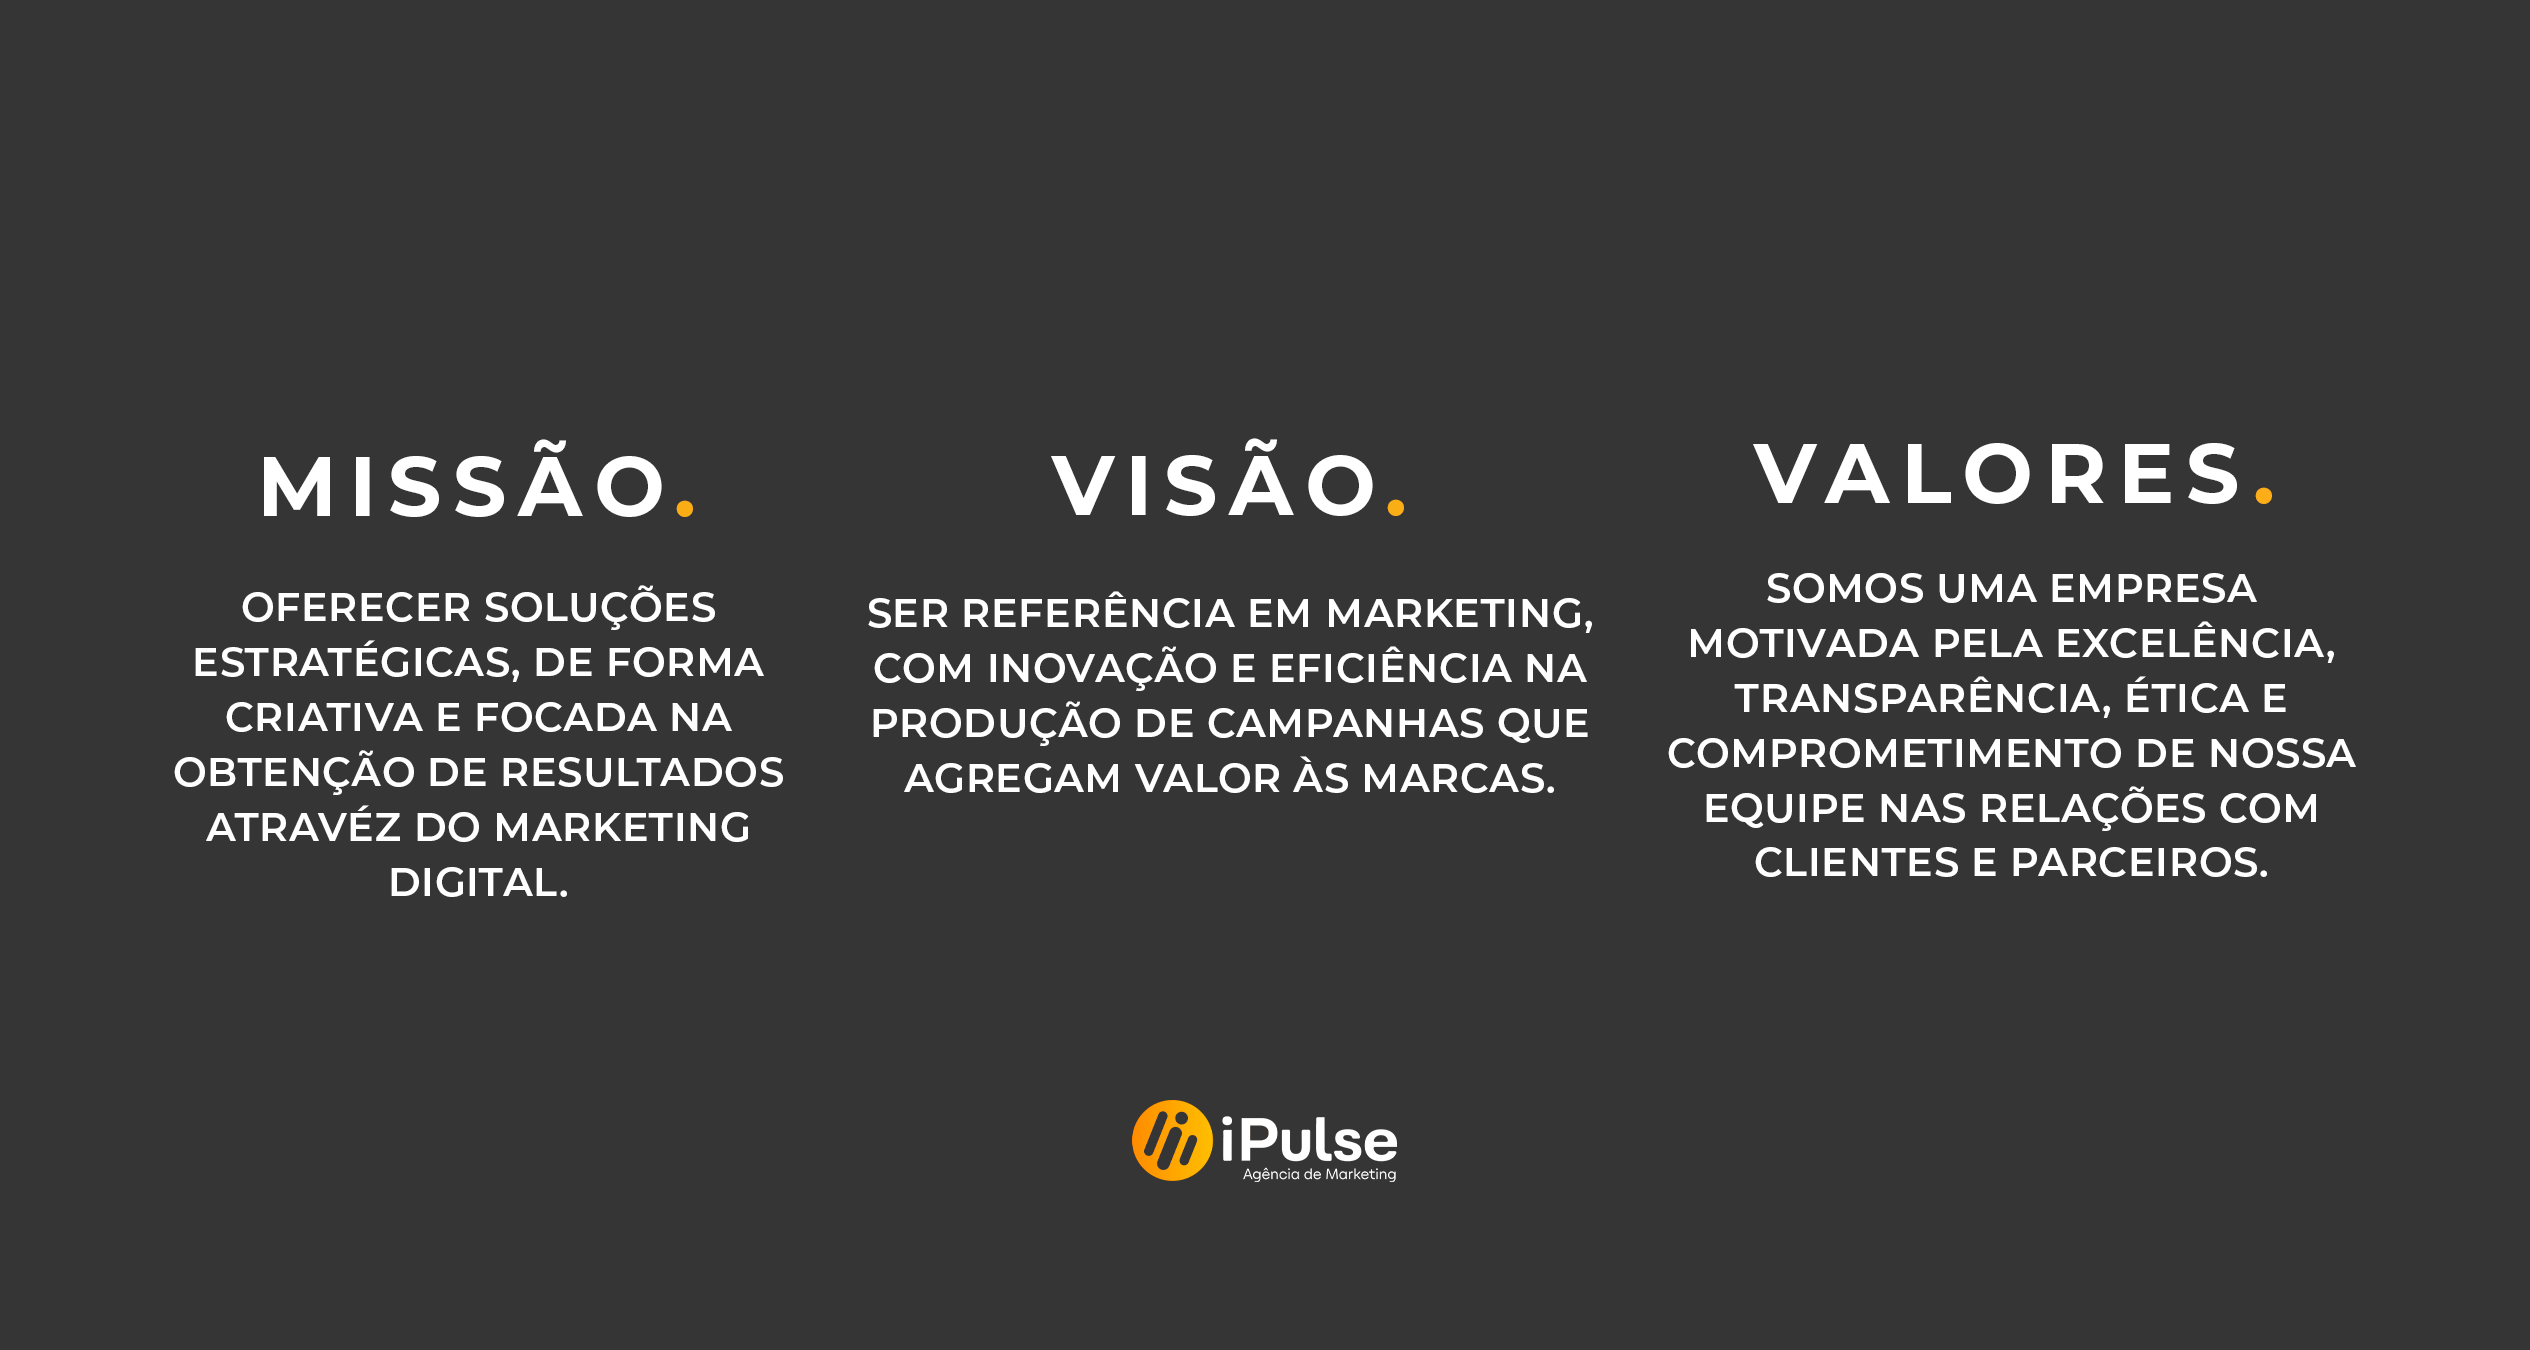 MISSÃO.
OFERECER SOLUÇÕES
ESTRATÉGICAS, DE FORMA
CRIATIVA E FOCADA NA
OBTENÇÃO DE RESULTADOS
ATRAVÉZ DO MARKETING
DIGITAL.
VISÃO.
SER REFERÊNCIA EM MARKETING,
COM INOVAÇÃO E EFICIÊNCIA NA
PRODUÇÃO DE CAMPANHAS QUE
AGREGAM VALOR ÀS MARCAS.
VALORES.
SOMOS UMA EMPRESA
MOTIVADA PELA EXCELÊNCIA,
TRANSPARÊNCIA, ÉTICA E
COMPROMETIMENTO DE NOSSA
EQUIPE NAS RELAÇÕES COM
CLIENTES E PARCEIROS.
iPulse
Agência de Marketing